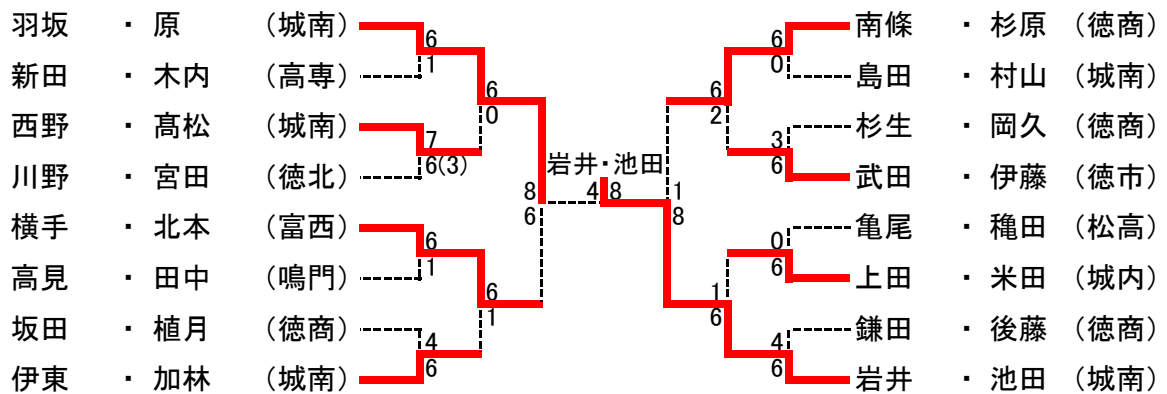 羽坂 ・ 原 (城南) 6 6 南條 ・ 杉原 (徳商)
新田 ・ 木内 (高専) 1 0 島田 ・ 村山 (城南)
6 6
0 2
西野 ・ 髙松 (城南) 7 3 杉生 ・ 岡久 (徳商)
川野 ・ 宮田 (徳北) 6(3) 6 武田 ・ 伊藤 (徳市)
岩井・池田
8 4 8 1
6 8
横手 ・ 北本 (富西) 6 0 亀尾 ・ 穐田 (松高)
高見 ・ 田中 (鳴門) 1 6 上田 ・ 米田 (城内)
6 1
1 6
坂田 ・ 植月 (徳商) 4 4 鎌田 ・ 後藤 (徳商)
伊東 ・ 加林 (城南) 6 6 岩井 ・ 池田 (城南)